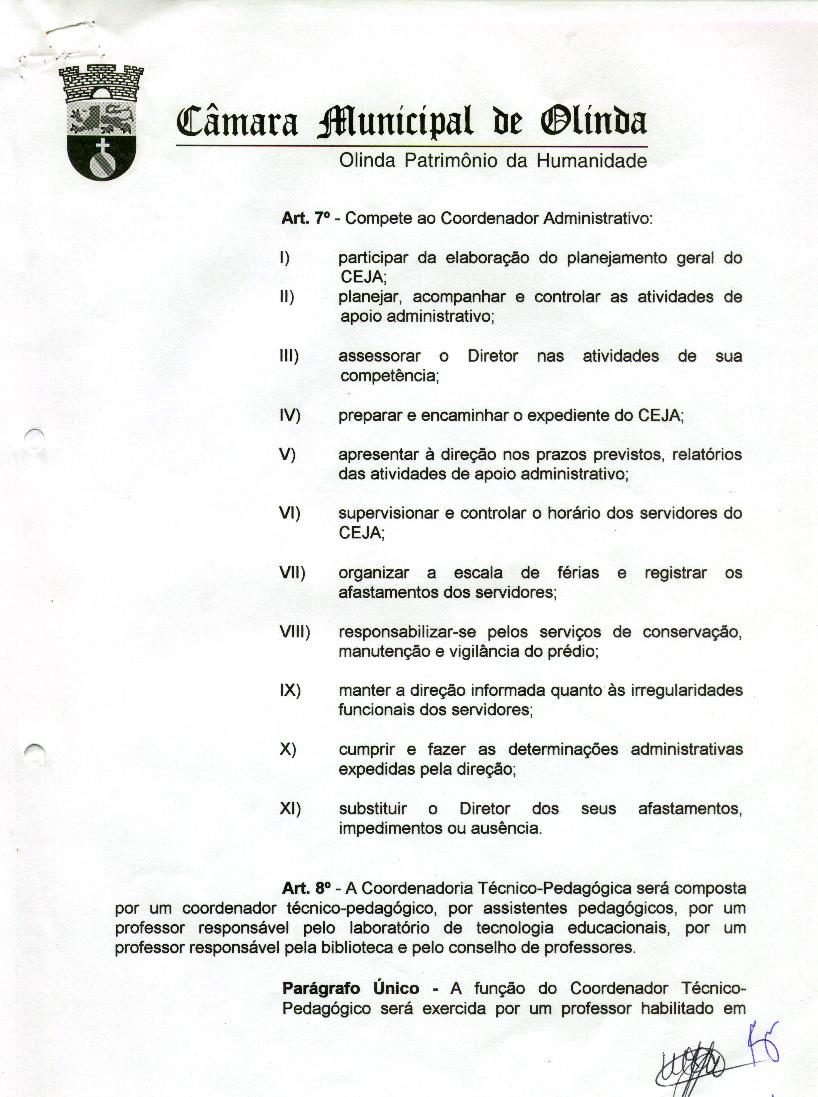 Câmara Municipal de Olinda
Olinda Patrimônio da Humanidade
Art. 7º - Compete ao Coordenador Administrativo:
I) participar da elaboração do planejamento geral do
CEJA;
II) planejar, acompanhar e controlar as atividades de
apoio administrativo;
III) assessorar o Diretor nas atividades de sua
competência;
IV) preparar e encaminhar o expediente do CEJA;
V) apresentar à direção nos prazos previstos, relatórios
das atividades de apoio administrativo;
VI) supervisionar e controlar o horário dos servidores do
CEJA;
VII) organizar a escala de férias e registrar os
afastamentos dos servidores;
VIII) responsabilizar-se pelos serviços de conservação,
manutenção e vigilância do prédio;
IX) manter a direção informada quanto às irregularidades
funcionais dos servidores;
X) cumprir e fazer as determinações administrativas
expedidas pela direção;
XI) substituir o Diretor dos seus afastamentos,
impedimentos ou ausência.
Art. 8º - A Coordenadoria Técnico-Pedagógica será composta
por um coordenador técnico-pedagógico, por assistentes pedagógicos, por um
professor responsável pelo laboratório de tecnologia educacionais, por um
professor responsável pela biblioteca e pelo conselho de professores.
Parágrafo Único - A função do Coordenador Técnico-
Pedagógico será exercida por um professor habilitado em